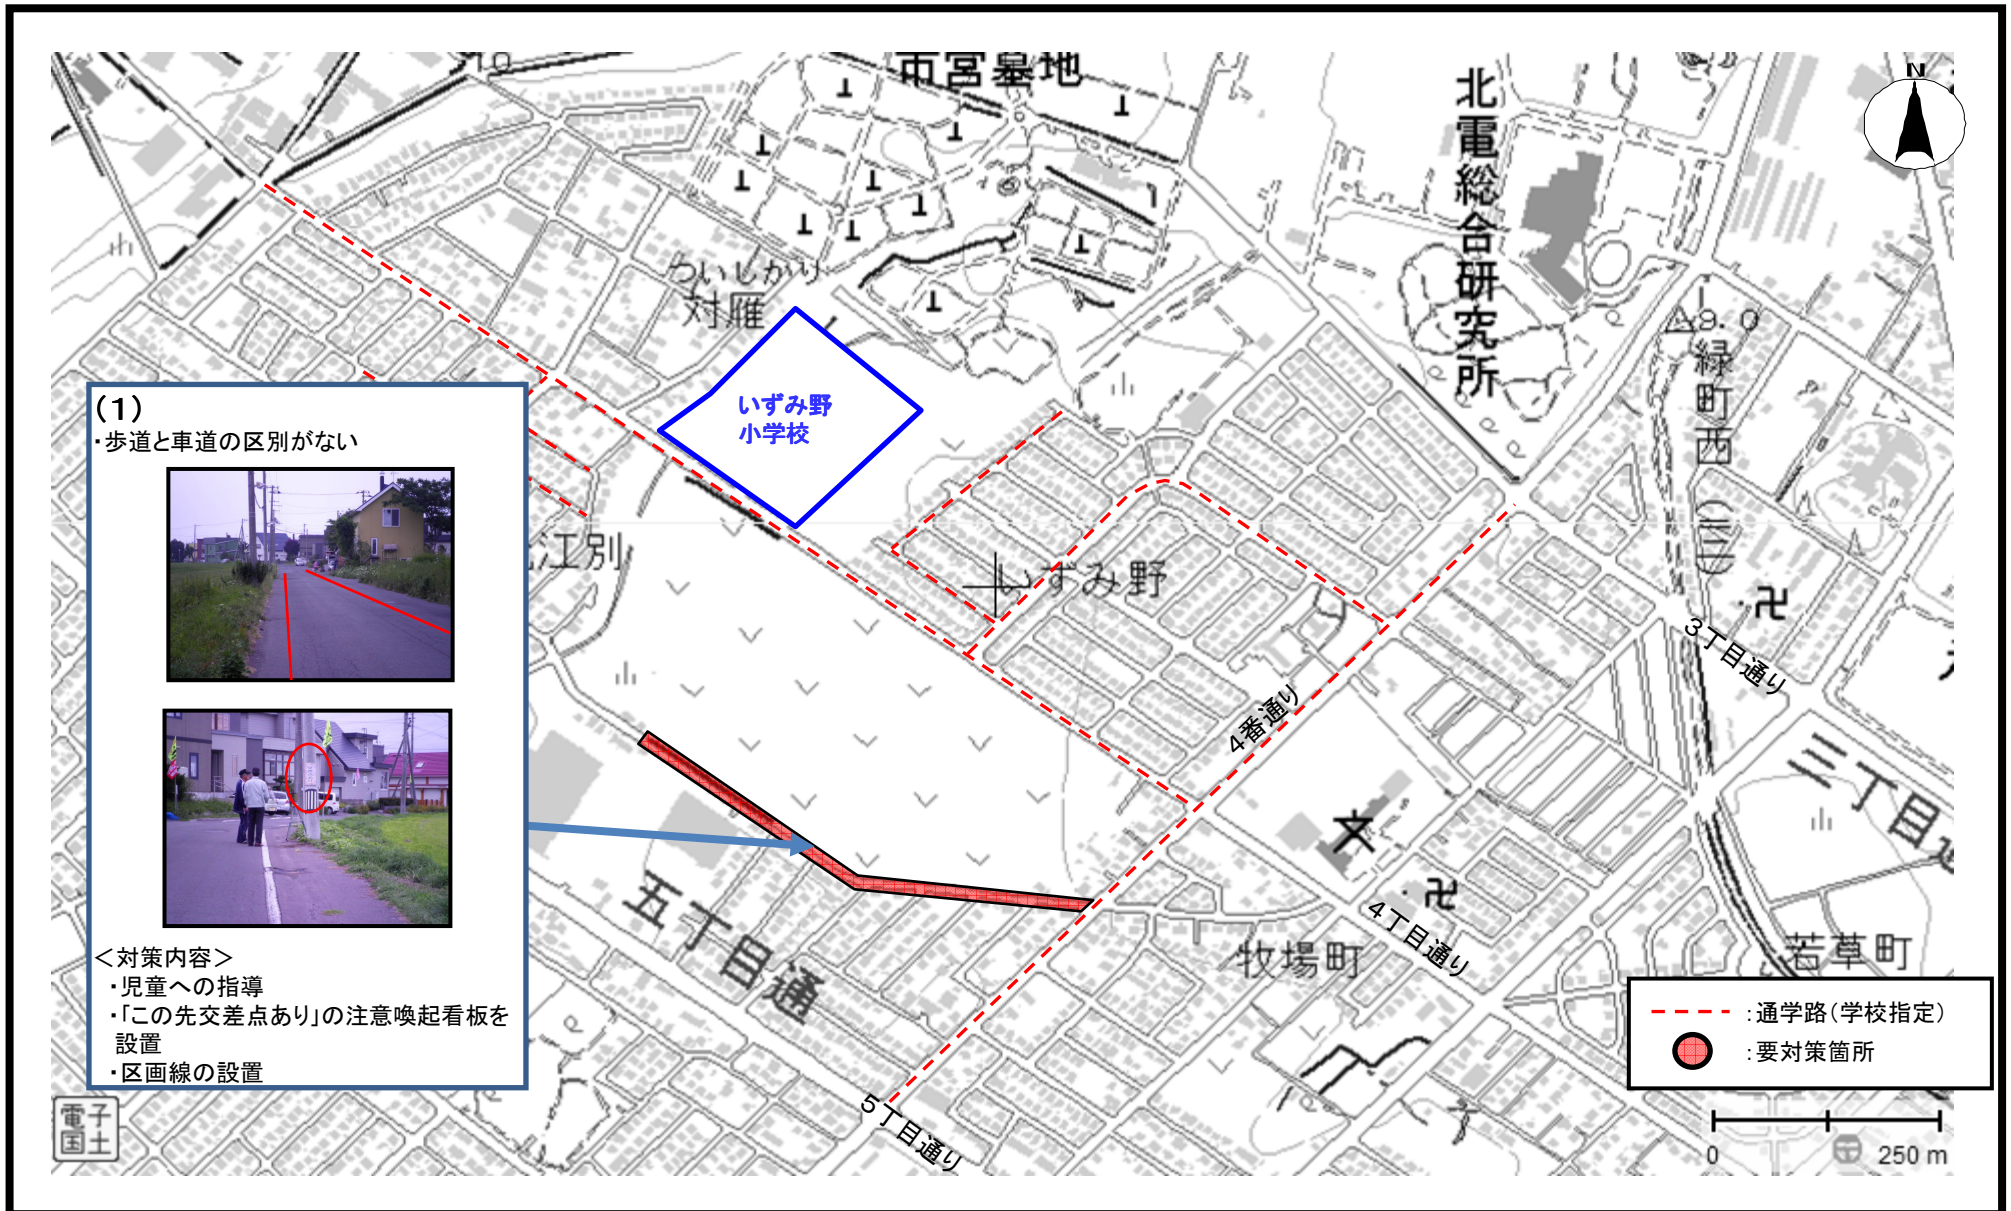 市営墓地
10
N
北電総合研究所
ついしかり
対雁
9.0
緑町西(三)
いずみ野
小学校
(1)
・歩道と車道の区別がない
江別
いずみ野
3丁目通り
4番通り
三丁目通
文
4丁目通り
五丁目通
牧場町
若草町
<対策内容>
・児童への指導
・「この先交差点あり」の注意喚起看板を
設置
・区画線の設置
:通学路(学校指定)
:要対策箇所
5丁目通り
電子
国土
0
250 m